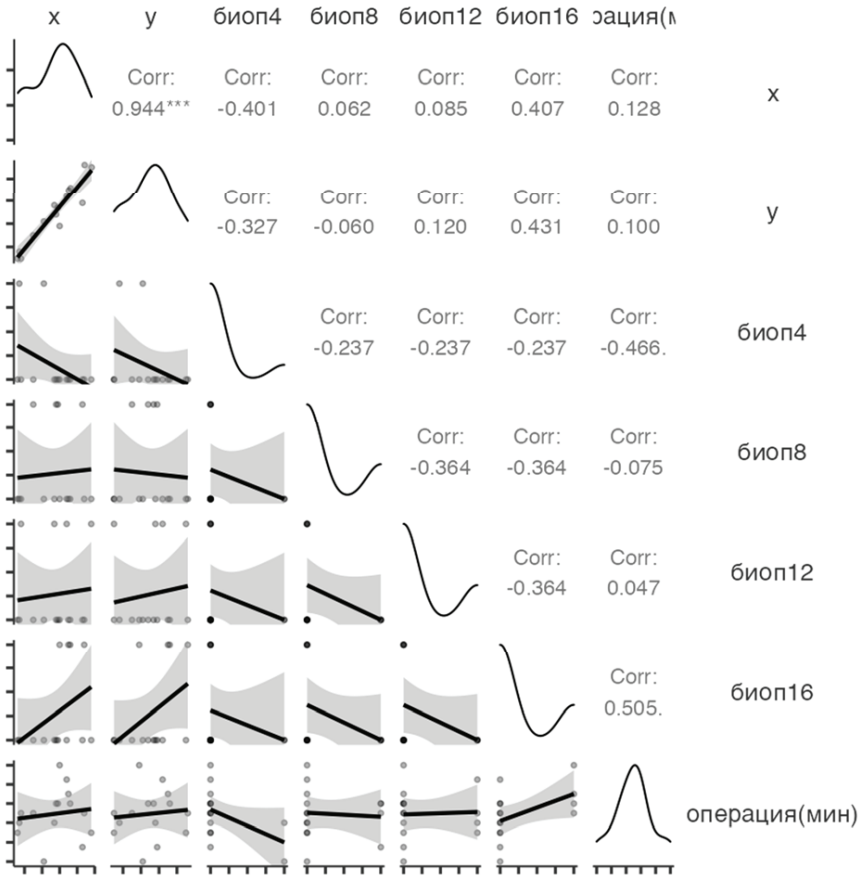 x y биоп4 биоп8 биоп12 биоп16 рация(м
Corr: Corr: Corr: Corr: Corr: Corr:
0.944*** -0.401 0.062 0.085 0.407 0.128
x
Corr: Corr: Corr: Corr: Corr:
-0.327 -0.060 0.120 0.431 0.100
y
Corr: Corr: Corr: Corr:
-0.237 -0.237 -0.237 -0.466.
биоп4
Corr: Corr: Corr:
-0.364 -0.364 -0.075
биоп8
Corr: Corr:
-0.364 0.047
биоп12
Corr:
0.505.
биоп16
операция(мин)